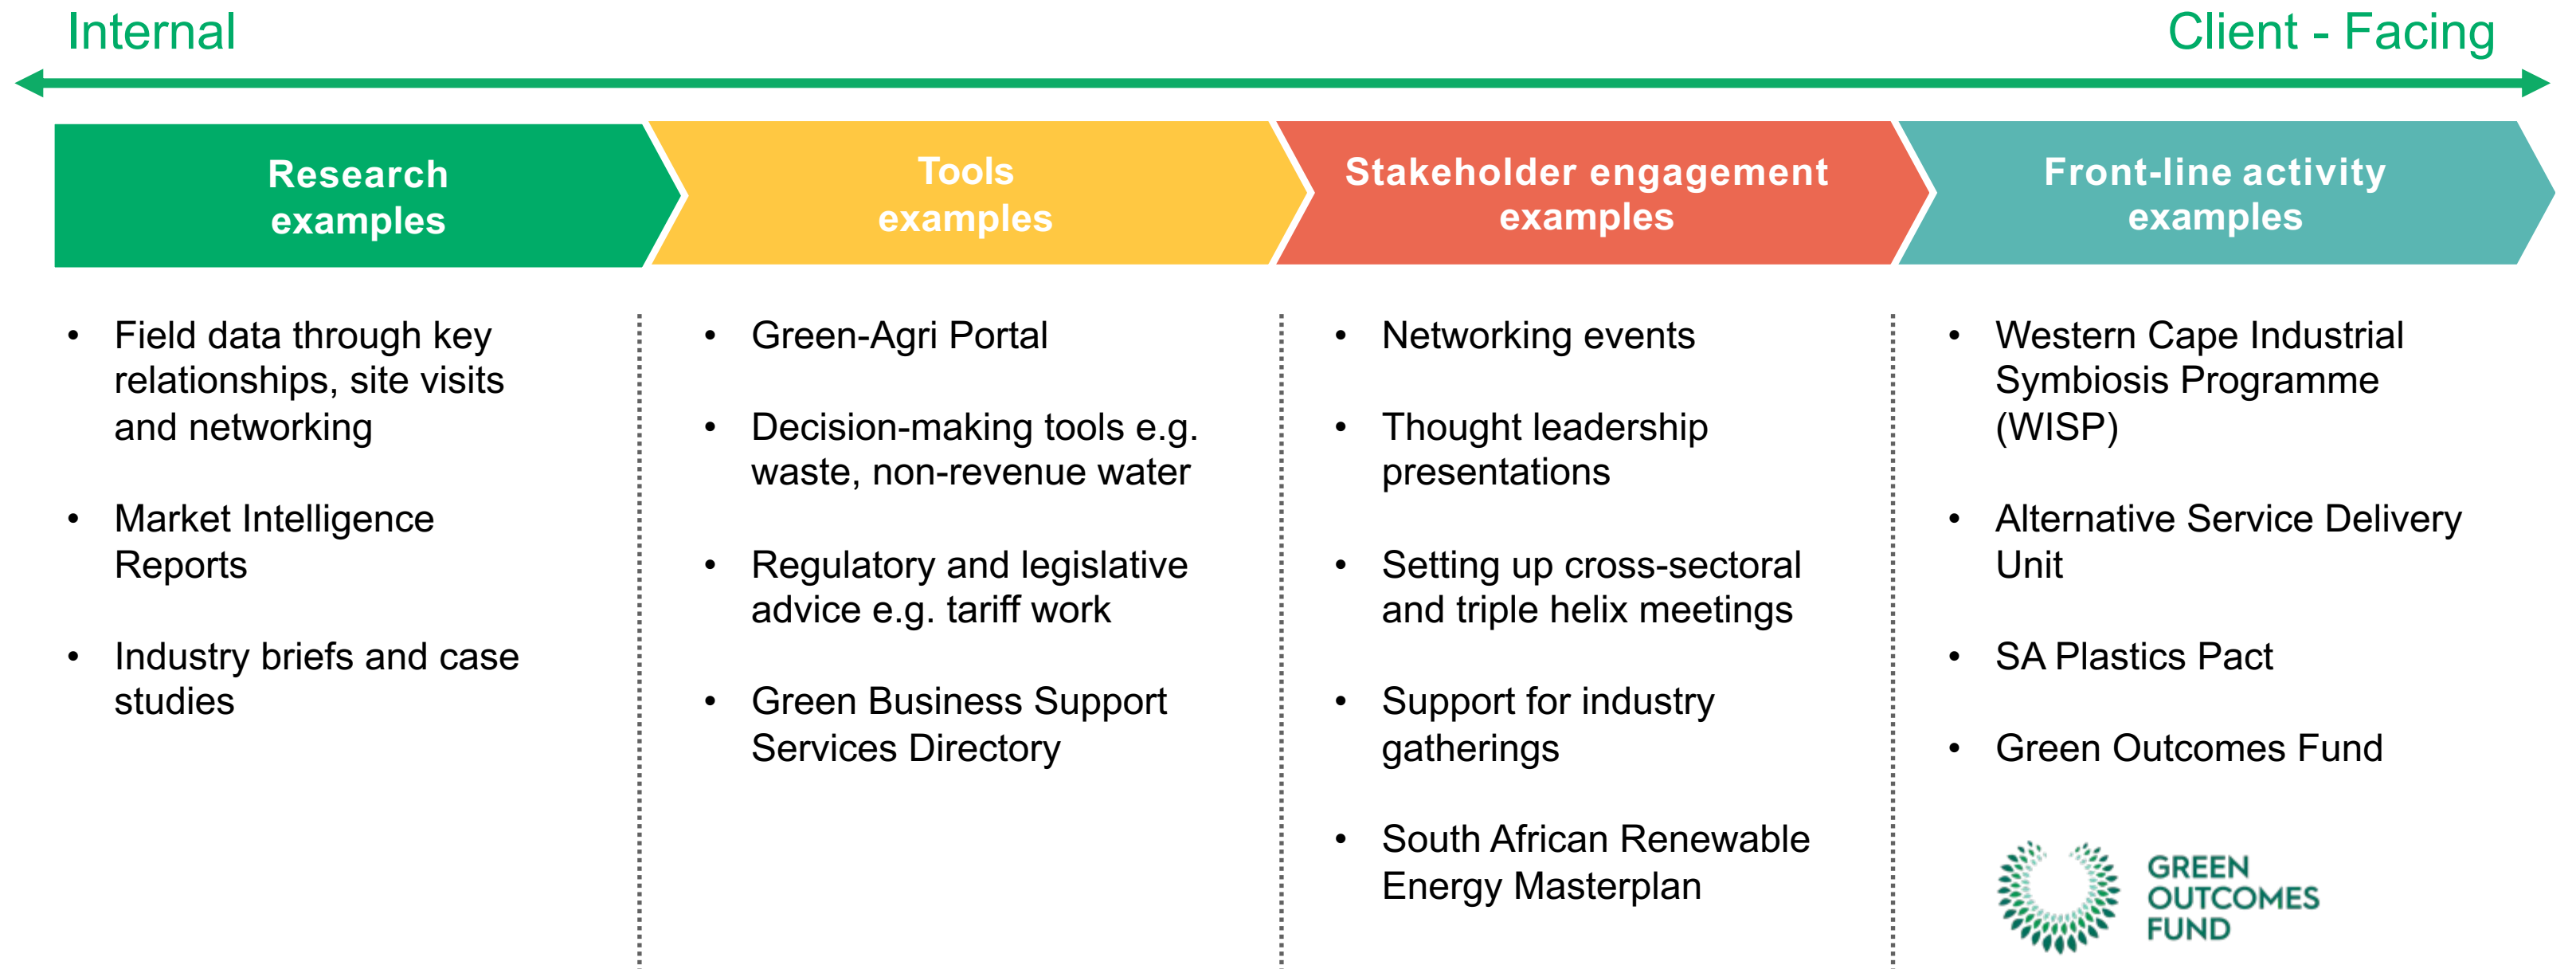 Internal
Client - Facing
Research
examples
Tools
examples
Stakeholder engagement
examples
Front-line activity
examples
• Field data through key
relationships, site visits
and networking
• Market Intelligence
Reports
• Industry briefs and case
studies
• Green-Agri Portal
• Decision-making tools e.g.
waste, non-revenue water
• Regulatory and legislative
advice e.g. tariff work
• Green Business Support
Services Directory
• Networking events
• Thought leadership
presentations
• Setting up cross-sectoral
and triple helix meetings
• Support for industry
gatherings
• South African Renewable
Energy Masterplan
• Western Cape Industrial
Symbiosis Programme
(WISP)
• Alternative Service Delivery
Unit
• SA Plastics Pact
• Green Outcomes Fund
GREEN
OUTCOMES
FUND